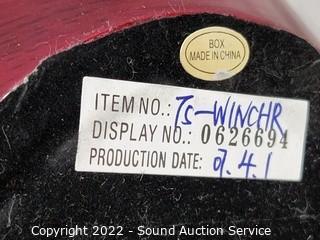 BOX
MADE IN CHINA
ITEM NO.: TS-WINCHR
DISPLAY NO.: 0626694
PRODUCTION DATE: 07.4.1
Copyright 2022 - Sound Auction Service